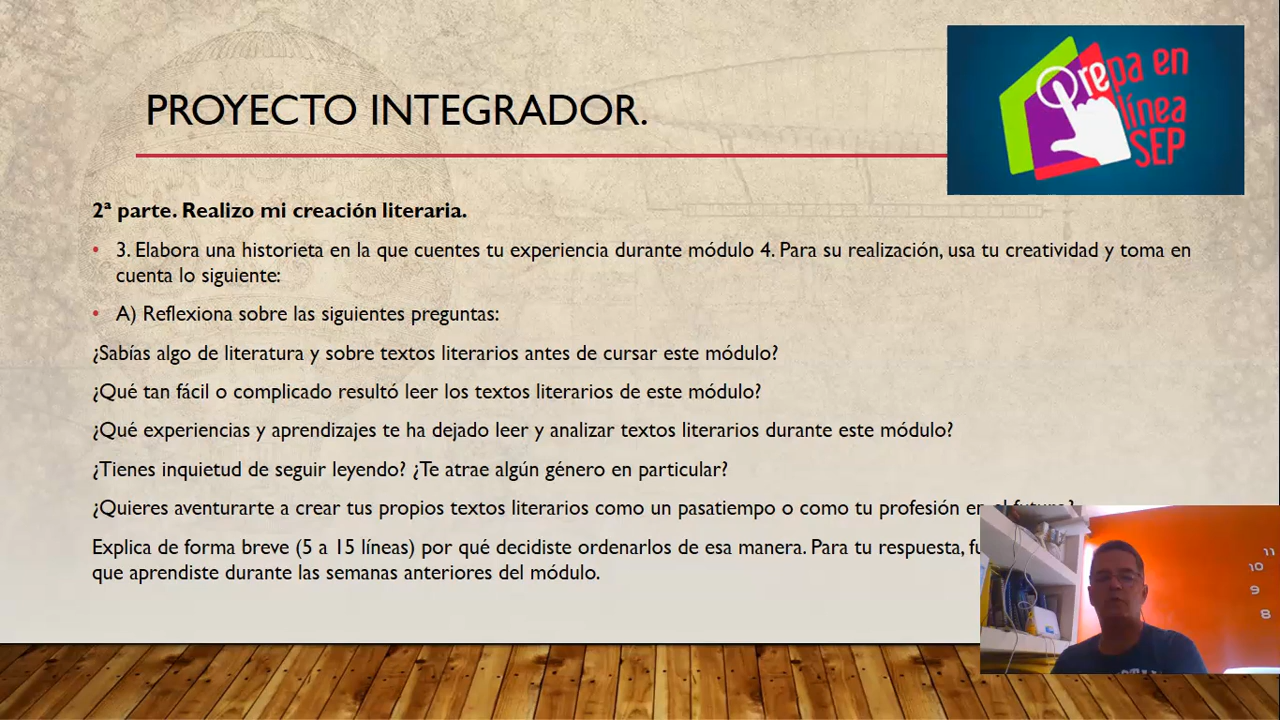 PROYECTO INTEGRADOR.
Prepa en
línea
SEP
2ª parte. Realizo mi creación literaria.
• 3. Elabora una historieta en la que cuentes tu experiencia durante módulo 4. Para su realización, usa tu creatividad y toma en
cuenta lo siguiente:
• A) Reflexiona sobre las siguientes preguntas:
¿Sabías algo de literatura y sobre textos literarios antes de cursar este módulo?
¿Qué tan fácil o complicado resultó leer los textos literarios de este módulo?
¿Qué experiencias y aprendizajes te ha dejado leer y analizar textos literarios durante este módulo?
¿Tienes inquietud de seguir leyendo? ¿Te atrae algún género en particular?
¿Quieres aventurarte a crear tus propios textos literarios como un pasatiempo o como tu profesión en el futuro?
Explica de forma breve (5 a 15 líneas) por qué decidiste ordenarlos de esa manera. Para tu respuesta,
que aprendiste durante las semanas anteriores del módulo.
11
10
9
8